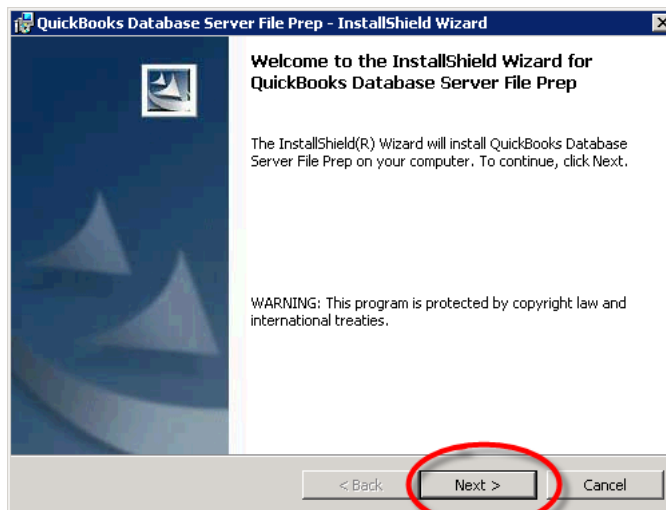 QuickBooks Database Server File Prep - InstallShield Wizard
Welcome to the InstallShield Wizard for
QuickBooks Database Server File Prep
The InstallShield(R) Wizard will install QuickBooks Database
Server File Prep on your computer. To continue, click Next.
WARNING: This program is protected by copyright law and
international treaties.
< Back Next > Cancel